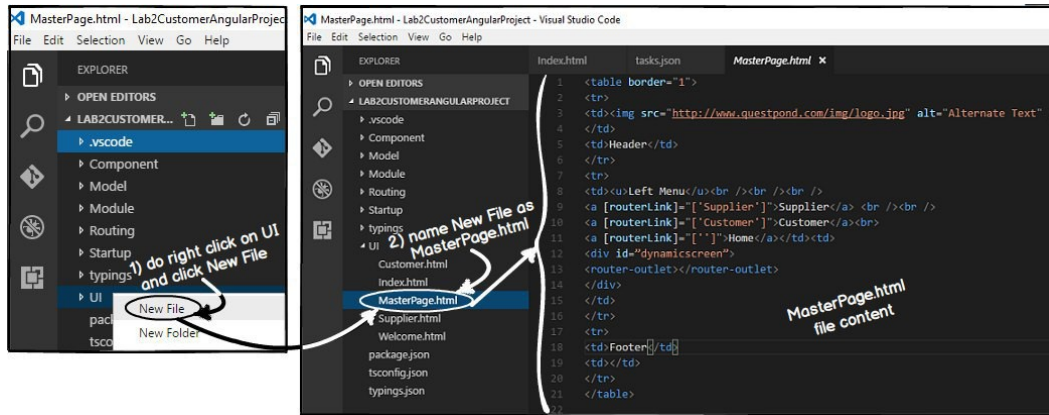 MasterPage.html - Lab2CustomerAngularProjec
File Edit Selection View Go Help
EXPLORER
OPEN EDITORS
LAB2CUSTOMER...
.vscode
Component
Model
Module
Routing
Startup
typings
UI
pac
tsco
New File
New Folder
1) do right click on UI
and click New File
MasterPage.html - Lab2CustomerAngularProject - Visual Studio Code
File Edit Selection View Go Help
EXPLORER
OPEN EDITORS
LAB2CUSTOMERANGULARPROJECT
.vscode
Component
Model
Module
Routing
Startup
typings
UI
Customer.html
Index.html
MasterPage.html
Supplier.html
Welcome.html
package.json
tsconfig.json
typings.json
2) name New File as
MasterPage.html
Index.html tasks.json MasterPage.html ×
1 <table border="1">
2 <tr>
3 <td><img src="http://www.questpond.com/img/logo.jpg" alt="Alternate Text"
4 </td>
5 <td>Header</td>
6 </tr>
7 <tr>
8 <td><u>Left Menu</u><br /><br /><br />
9 <a [routerLink]="['Supplier']">Supplier</a> <br /><br />
10 <a [routerLink]="['Customer']">Customer</a><br>
11 <a [routerLink]="['']">Home</a></td><td>
12 <div id="dynamicscreen">
13 <router-outlet></router-outlet>
14 </div>
15 </td>
16 </tr>
17 <tr>
18 <td>Footer</td>
19 <td></td>
20 </tr>
21 </table>
22
MasterPage.html
file content